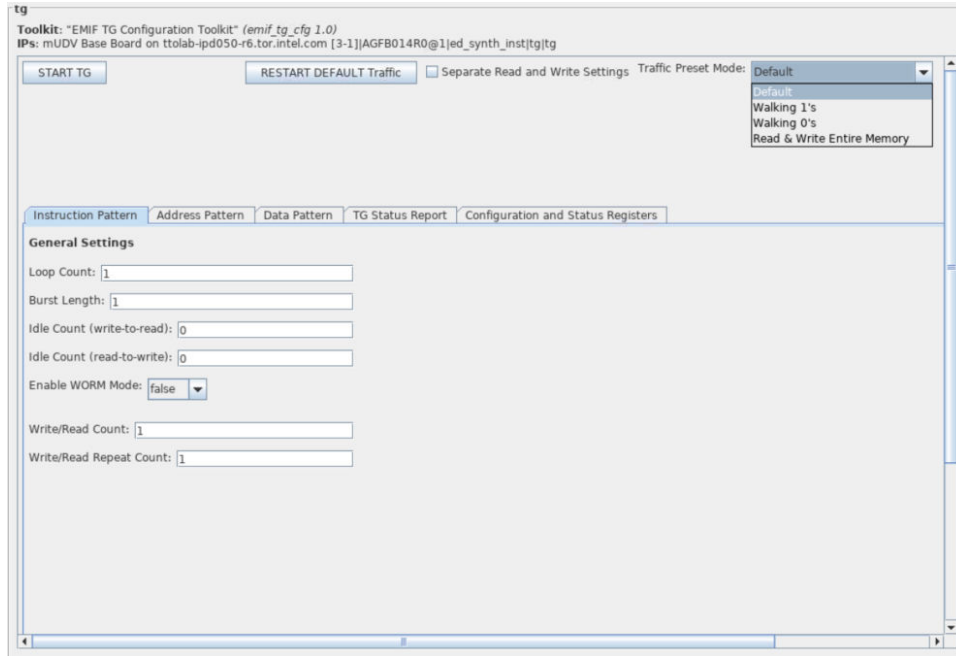 tg
Toolkit: "EMIF TG Configuration Toolkit" (emif_tg_cfg 1.0)
IPs: mUDV Base Board on ttolab-ipd050-r6.tor.intel.com [3-1]|AGFB014R0@1|ed_synth_inst|tg|tg
START TG RESTART DEFAULT Traffic Separate Read and Write Settings Traffic Preset Mode: Default
Default
Walking 1's
Walking 0's
Read & Write Entire Memory
Instruction Pattern Address Pattern Data Pattern TG Status Report Configuration and Status Registers
General Settings
Loop Count: 1
Burst Length: 1
Idle Count (write-to-read): 0
Idle Count (read-to-write): 0
Enable WORM Mode: false
Write/Read Count: 1
Write/Read Repeat Count: 1